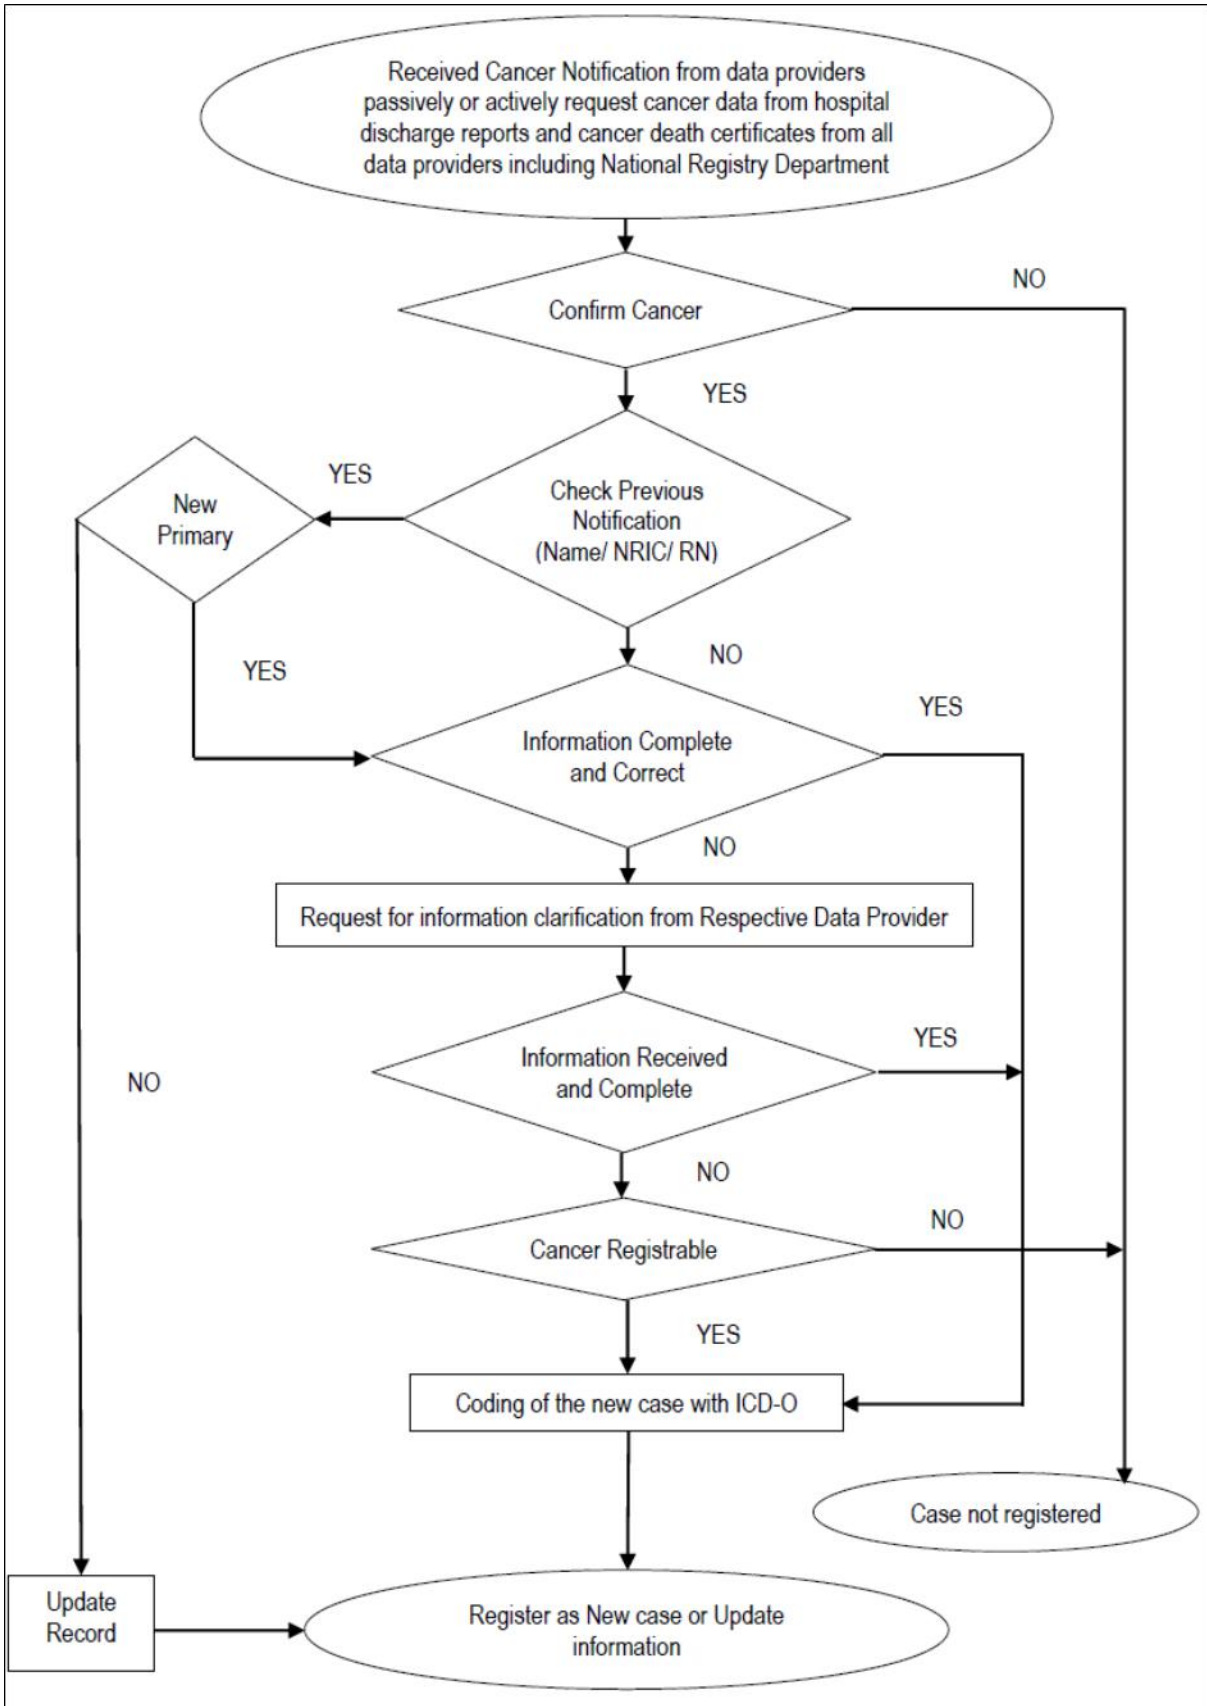 Received Cancer Notification from data providers
passively or actively request cancer data from hospital
discharge reports and cancer death certificates from all
data providers including National Registry Department
NO
Confirm Cancer
YES
YES
New
Primary
Check Previous
Notification
(Name/ NRIC/ RN)
NO
YES
YES
Information Complete
and Correct
NO
Request for information clarification from Respective Data Provider
YES
Information Received
and Complete
NO
NO
NO
Cancer Registrable
YES
Coding of the new case with ICD-O
Case not registered
Update
Record
Register as New case or Update
information